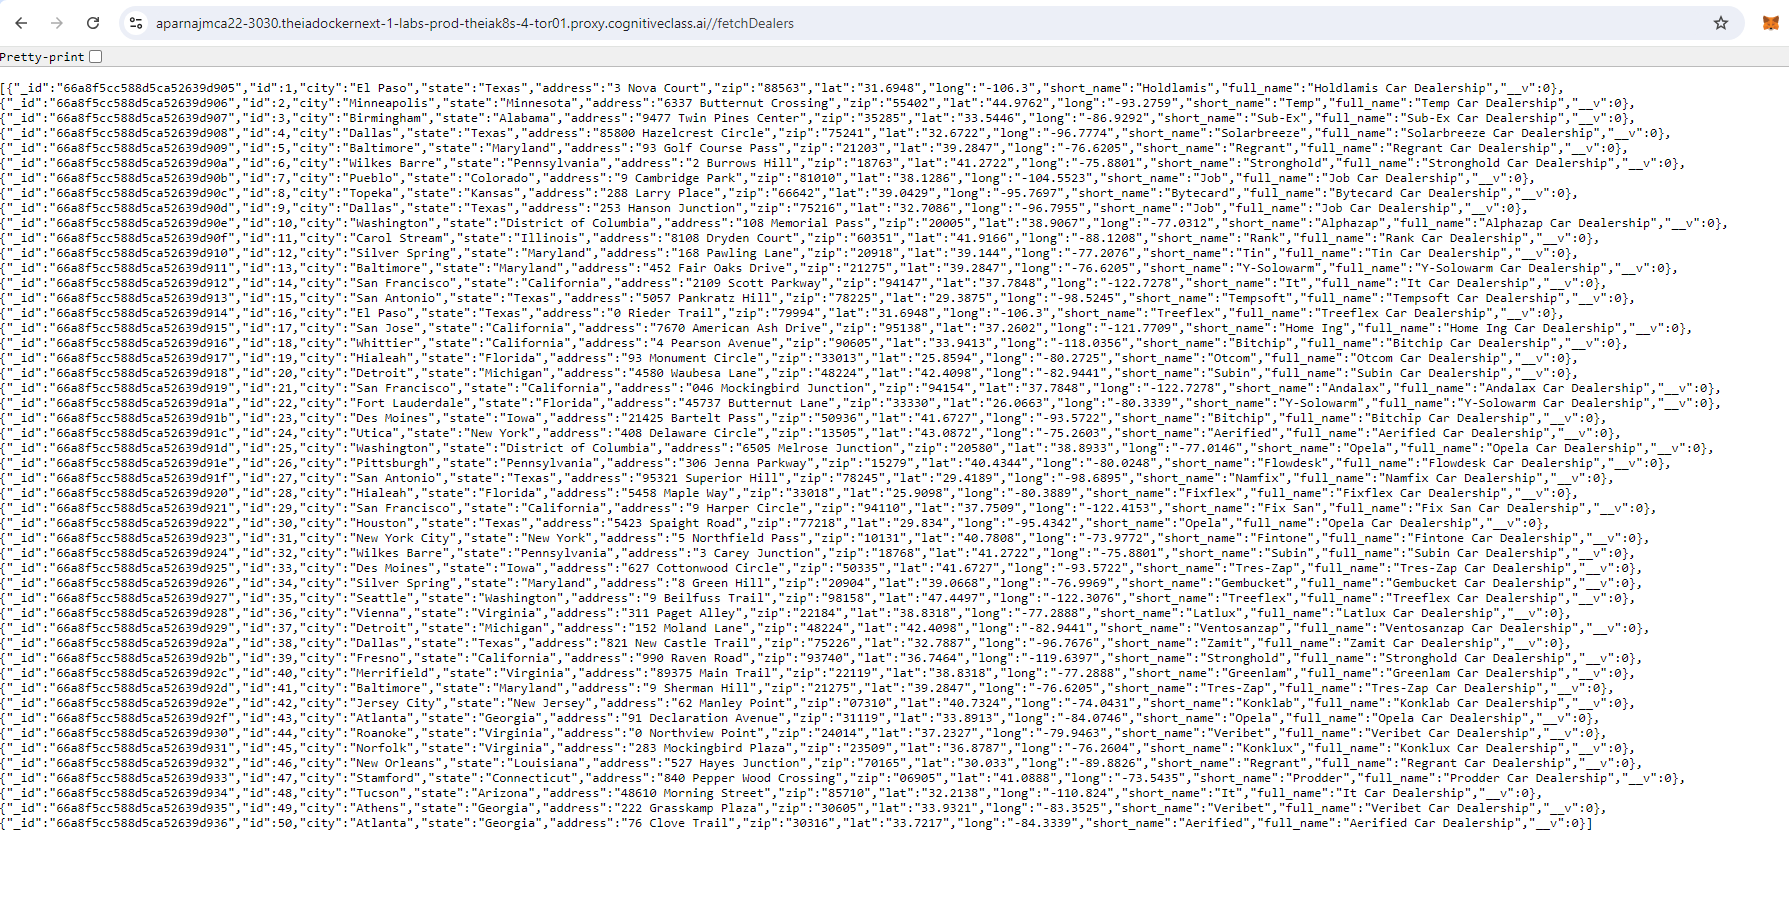 aparnajmca22-3030.theiadockernext-1-labs-prod-theiak8s-4-tor01.proxy.cognitiveclass.ai//fetchDealers
Pretty-print
[{"_id":"66a8f5cc588d5ca52639d905","id":1,"city":"El Paso","state":"Texas","address":"3 Nova Court","zip":"88563","lat":"31.6948","long":"-106.3","short_name":"Holdlamis","full_name":"Holdlamis Car Dealership","__v":0},
{"_id":"66a8f5cc588d5ca52639d906","id":2,"city":"Minneapolis","state":"Minnesota","address":"6337 Butternut Crossing","zip":"55402","lat":"44.9762","long":"-93.2759","short_name":"Temp","full_name":"Temp Car Dealership","__v":0},
{"_id":"66a8f5cc588d5ca52639d907","id":3,"city":"Birmingham","state":"Alabama","address":"9477 Twin Pines Center","zip":"35285","lat":"33.5446","long":"-86.9292","short_name":"Sub-Ex","full_name":"Sub-Ex Car Dealership","__v":0},
{"_id":"66a8f5cc588d5ca52639d908","id":4,"city":"Dallas","state":"Texas","address":"85800 Hazelcrest Circle","zip":"75241","lat":"32.6722","long":"-96.7774","short_name":"Solarbreeze","full_name":"Solarbreeze Car Dealership","__v":0},
{"_id":"66a8f5cc588d5ca52639d909","id":5,"city":"Baltimore","state":"Maryland","address":"93 Golf Course Pass","zip":"21203","lat":"39.2847","long":"-76.6205","short_name":"Regrant","full_name":"Regrant Car Dealership","__v":0},
{"_id":"66a8f5cc588d5ca52639d90a","id":6,"city":"Wilkes Barre","state":"Pennsylvania","address":"2 Burrows Hill","zip":"18763","lat":"41.2722","long":"-75.8801","short_name":"Stronghold","full_name":"Stronghold Car Dealership","__v":0},
{"_id":"66a8f5cc588d5ca52639d90b","id":7,"city":"Pueblo","state":"Colorado","address":"9 Cambridge Park","zip":"81010","lat":"38.1286","long":"-104.5523","short_name":"Job","full_name":"Job Car Dealership","__v":0},
{"_id":"66a8f5cc588d5ca52639d90c","id":8,"city":"Topeka","state":"Kansas","address":"288 Larry Place","zip":"66642","lat":"39.0429","long":"-95.7697","short_name":"Bytecard","full_name":"Bytecard Car Dealership","__v":0},
{"_id":"66a8f5cc588d5ca52639d90d","id":9,"city":"Dallas","state":"Texas","address":"253 Hanson Junction","zip":"75216","lat":"32.7086","long":"-96.7955","short_name":"Job","full_name":"Job Car Dealership","__v":0},
{"_id":"66a8f5cc588d5ca52639d90e","id":10,"city":"Washington","state":"District of Columbia","address":"108 Memorial Pass","zip":"20005","lat":"38.9067","long":"-77.0312","short_name":"Alphazap","full_name":"Alphazap Car Dealership","__v":0},
{"_id":"66a8f5cc588d5ca52639d90f","id":11,"city":"Carol Stream","state":"Illinois","address":"8108 Dryden Court","zip":"60351","lat":"41.9166","long":"-88.1208","short_name":"Rank","full_name":"Rank Car Dealership","__v":0},
{"_id":"66a8f5cc588d5ca52639d910","id":12,"city":"Silver Spring","state":"Maryland","address":"168 Pawling Lane","zip":"20918","lat":"39.144","long":"-77.2076","short_name":"Tin","full_name":"Tin Car Dealership","__v":0},
{"_id":"66a8f5cc588d5ca52639d911","id":13,"city":"Baltimore","state":"Maryland","address":"452 Fair Oaks Drive","zip":"21275","lat":"39.2847","long":"-76.6205","short_name":"Y-Solowarm","full_name":"Y-Solowarm Car Dealership","__v":0},
{"_id":"66a8f5cc588d5ca52639d912","id":14,"city":"San Francisco","state":"California","address":"2109 Scott Parkway","zip":"94147","lat":"37.7848","long":"-122.7278","short_name":"It","full_name":"It Car Dealership","__v":0},
{"_id":"66a8f5cc588d5ca52639d913","id":15,"city":"San Antonio","state":"Texas","address":"5057 Pankratz Hill","zip":"78225","lat":"29.3875","long":"-98.5245","short_name":"Tempsoft","full_name":"Tempsoft Car Dealership","__v":0},
{"_id":"66a8f5cc588d5ca52639d914","id":16,"city":"El Paso","state":"Texas","address":"0 Rieder Trail","zip":"79994","lat":"31.6948","long":"-106.3","short_name":"Treeflex","full_name":"Treeflex Car Dealership","__v":0},
{"_id":"66a8f5cc588d5ca52639d915","id":17,"city":"San Jose","state":"California","address":"7670 American Ash Drive","zip":"95138","lat":"37.2602","long":"-121.7709","short_name":"Home Ing","full_name":"Home Ing Car Dealership","__v":0},
{"_id":"66a8f5cc588d5ca52639d916","id":18,"city":"Whittier","state":"California","address":"4 Pearson Avenue","zip":"90605","lat":"33.9413","long":"-118.0356","short_name":"Bitchip","full_name":"Bitchip Car Dealership","__v":0},
{"_id":"66a8f5cc588d5ca52639d917","id":19,"city":"Hialeah","state":"Florida","address":"93 Monument Circle","zip":"33013","lat":"25.8594","long":"-80.2725","short_name":"Otcom","full_name":"Otcom Car Dealership","__v":0},
{"_id":"66a8f5cc588d5ca52639d918","id":20,"city":"Detroit","state":"Michigan","address":"4580 Waubesa Lane","zip":"48224","lat":"42.4098","long":"-82.9441","short_name":"Subin","full_name":"Subin Car Dealership","__v":0},
{"_id":"66a8f5cc588d5ca52639d919","id":21,"city":"San Francisco","state":"California","address":"046 Mockingbird Junction","zip":"94154","lat":"37.7848","long":"-122.7278","short_name":"Andalax","full_name":"Andalax Car Dealership","__v":0},
{"_id":"66a8f5cc588d5ca52639d91a","id":22,"city":"Fort Lauderdale","state":"Florida","address":"45737 Butternut Lane","zip":"33330","lat":"26.0663","long":"-80.3339","short_name":"Y-Solowarm","full_name":"Y-Solowarm Car Dealership","__v":0},
{"_id":"66a8f5cc588d5ca52639d91b","id":23,"city":"Des Moines","state":"Iowa","address":"21425 Bartelt Pass","zip":"50936","lat":"41.6727","long":"-93.5722","short_name":"Bitchip","full_name":"Bitchip Car Dealership","__v":0},
{"_id":"66a8f5cc588d5ca52639d91c","id":24,"city":"Utica","state":"New York","address":"408 Delaware Circle","zip":"13505","lat":"43.0872","long":"-75.2603","short_name":"Aerified","full_name":"Aerified Car Dealership","__v":0},
{"_id":"66a8f5cc588d5ca52639d91d","id":25,"city":"Washington","state":"District of Columbia","address":"6505 Melrose Junction","zip":"20580","lat":"38.8933","long":"-77.0146","short_name":"Opela","full_name":"Opela Car Dealership","__v":0},
{"_id":"66a8f5cc588d5ca52639d91e","id":26,"city":"Pittsburgh","state":"Pennsylvania","address":"306 Jenna Parkway","zip":"15279","lat":"40.4344","long":"-80.0248","short_name":"Flowdesk","full_name":"Flowdesk Car Dealership","__v":0},
{"_id":"66a8f5cc588d5ca52639d91f","id":27,"city":"San Antonio","state":"Texas","address":"95321 Superior Hill","zip":"78245","lat":"29.4189","long":"-98.6895","short_name":"Namfix","full_name":"Namfix Car Dealership","__v":0},
{"_id":"66a8f5cc588d5ca52639d920","id":28,"city":"Hialeah","state":"Florida","address":"5458 Maple Way","zip":"33018","lat":"25.9098","long":"-80.3889","short_name":"Fixflex","full_name":"Fixflex Car Dealership","__v":0},
{"_id":"66a8f5cc588d5ca52639d921","id":29,"city":"San Francisco","state":"California","address":"9 Harper Circle","zip":"94110","lat":"37.7509","long":"-122.4153","short_name":"Fix San","full_name":"Fix San Car Dealership","__v":0},
{"_id":"66a8f5cc588d5ca52639d922","id":30,"city":"Houston","state":"Texas","address":"5423 Spaight Road","zip":"77218","lat":"29.834","long":"-95.4342","short_name":"Opela","full_name":"Opela Car Dealership","__v":0},
{"_id":"66a8f5cc588d5ca52639d923","id":31,"city":"New York City","state":"New York","address":"5 Northfield Pass","zip":"10131","lat":"40.7808","long":"-73.9772","short_name":"Fintone","full_name":"Fintone Car Dealership","__v":0},
{"_id":"66a8f5cc588d5ca52639d924","id":32,"city":"Wilkes Barre","state":"Pennsylvania","address":"3 Carey Junction","zip":"18768","lat":"41.2722","long":"-75.8801","short_name":"Subin","full_name":"Subin Car Dealership","__v":0},
{"_id":"66a8f5cc588d5ca52639d925","id":33,"city":"Des Moines","state":"Iowa","address":"627 Cottonwood Circle","zip":"50335","lat":"41.6727","long":"-93.5722","short_name":"Tres-Zap","full_name":"Tres-Zap Car Dealership","__v":0},
{"_id":"66a8f5cc588d5ca52639d926","id":34,"city":"Silver Spring","state":"Maryland","address":"8 Green Hill","zip":"20904","lat":"39.0668","long":"-76.9969","short_name":"Gembucket","full_name":"Gembucket Car Dealership","__v":0},
{"_id":"66a8f5cc588d5ca52639d927","id":35,"city":"Seattle","state":"Washington","address":"9 Beilfuss Trail","zip":"98158","lat":"47.4497","long":"-122.3076","short_name":"Treeflex","full_name":"Treeflex Car Dealership","__v":0},
{"_id":"66a8f5cc588d5ca52639d928","id":36,"city":"Vienna","state":"Virginia","address":"311 Paget Alley","zip":"22184","lat":"38.8318","long":"-77.2888","short_name":"Latlux","full_name":"Latlux Car Dealership","__v":0},
{"_id":"66a8f5cc588d5ca52639d929","id":37,"city":"Detroit","state":"Michigan","address":"152 Moland Lane","zip":"48224","lat":"42.4098","long":"-82.9441","short_name":"Ventosanzap","full_name":"Ventosanzap Car Dealership","__v":0},
{"_id":"66a8f5cc588d5ca52639d92a","id":38,"city":"Dallas","state":"Texas","address":"821 New Castle Trail","zip":"75226","lat":"32.7887","long":"-96.7676","short_name":"Zamit","full_name":"Zamit Car Dealership","__v":0},
{"_id":"66a8f5cc588d5ca52639d92b","id":39,"city":"Fresno","state":"California","address":"990 Raven Road","zip":"93740","lat":"36.7464","long":"-119.6397","short_name":"Stronghold","full_name":"Stronghold Car Dealership","__v":0},
{"_id":"66a8f5cc588d5ca52639d92c","id":40,"city":"Merrifield","state":"Virginia","address":"89375 Main Trail","zip":"22119","lat":"38.8318","long":"-77.2888","short_name":"Greenlam","full_name":"Greenlam Car Dealership","__v":0},
{"_id":"66a8f5cc588d5ca52639d92d","id":41,"city":"Baltimore","state":"Maryland","address":"9 Sherman Hill","zip":"21275","lat":"39.2847","long":"-76.6205","short_name":"Tres-Zap","full_name":"Tres-Zap Car Dealership","__v":0},
{"_id":"66a8f5cc588d5ca52639d92e","id":42,"city":"Jersey City","state":"New Jersey","address":"62 Manley Point","zip":"07310","lat":"40.7324","long":"-74.0431","short_name":"Konklab","full_name":"Konklab Car Dealership","__v":0},
{"_id":"66a8f5cc588d5ca52639d92f","id":43,"city":"Atlanta","state":"Georgia","address":"91 Declaration Avenue","zip":"31119","lat":"33.8913","long":"-84.0746","short_name":"Opela","full_name":"Opela Car Dealership","__v":0},
{"_id":"66a8f5cc588d5ca52639d930","id":44,"city":"Roanoke","state":"Virginia","address":"0 Northview Point","zip":"24014","lat":"37.2327","long":"-79.9463","short_name":"Veribet","full_name":"Veribet Car Dealership","__v":0},
{"_id":"66a8f5cc588d5ca52639d931","id":45,"city":"Norfolk","state":"Virginia","address":"283 Mockingbird Plaza","zip":"23509","lat":"36.8787","long":"-76.2604","short_name":"Konklux","full_name":"Konklux Car Dealership","__v":0},
{"_id":"66a8f5cc588d5ca52639d932","id":46,"city":"New Orleans","state":"Louisiana","address":"527 Hayes Junction","zip":"70165","lat":"30.033","long":"-89.8826","short_name":"Regrant","full_name":"Regrant Car Dealership","__v":0},
{"_id":"66a8f5cc588d5ca52639d933","id":47,"city":"Stamford","state":"Connecticut","address":"840 Pepper Wood Crossing","zip":"06905","lat":"41.0888","long":"-73.5435","short_name":"Prodder","full_name":"Prodder Car Dealership","__v":0},
{"_id":"66a8f5cc588d5ca52639d934","id":48,"city":"Tucson","state":"Arizona","address":"48610 Morning Street","zip":"85710","lat":"32.2138","long":"-110.824","short_name":"It","full_name":"It Car Dealership","__v":0},
{"_id":"66a8f5cc588d5ca52639d935","id":49,"city":"Athens","state":"Georgia","address":"222 Grasskamp Plaza","zip":"30605","lat":"33.9321","long":"-83.3525","short_name":"Veribet","full_name":"Veribet Car Dealership","__v":0},
{"_id":"66a8f5cc588d5ca52639d936","id":50,"city":"Atlanta","state":"Georgia","address":"76 Clove Trail","zip":"30316","lat":"33.7217","long":"-84.3339","short_name":"Aerified","full_name":"Aerified Car Dealership","__v":0}]